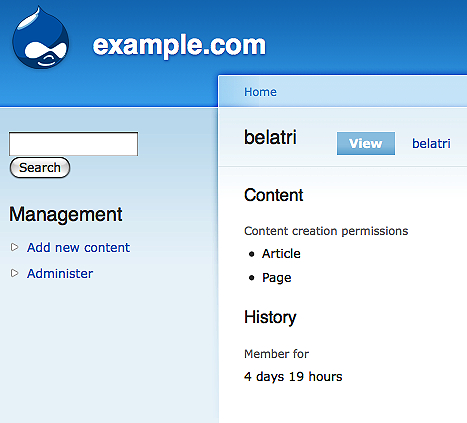 example.com
Home
Search
Management
Add new content
Administer
belatri
View
belatri
Content
Content creation permissions
Article
Page
History
Member for
4 days 19 hours